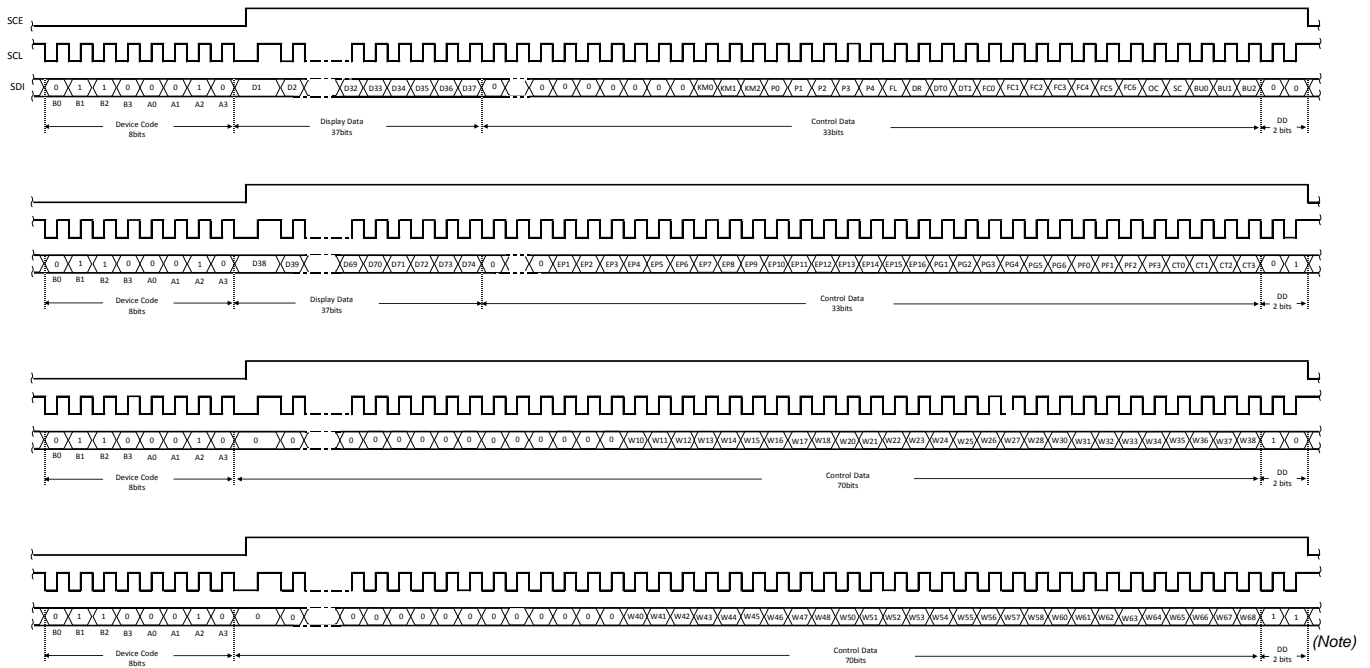 SCE
SCL
SDI
0 1 1 0 0 0 1 0 D1 D2 D32 D33 D34 D35 D36 D37 0 0 0 0 0 0 0 0 KM0 KM1 KM2 P0 P1 P2 P3 P4 FL DR DT0 DT1 FC0 FC1 FC2 FC3 FC4 FC5 FC6 OC SC BU0 BU1 BU2 0 0
B0 B1 B2 B3 A0 A1 A2 A3
Device Code
8bits
Display Data
37bits
Control Data
33bits
DD
2 bits
0 1 1 0 0 0 1 0 D38 D39 D69 D70 D71 D72 D73 D74 0 0 EP1 EP2 EP3 EP4 EP5 EP6 EP7 EP8 EP9 EP10 EP11 EP12 EP13 EP14 EP15 EP16 PG1 PG2 PG3 PG4 PG5 PG6 PF0 PF1 PF2 PF3 CT0 CT1 CT2 CT3 0 1
B0 B1 B2 B3 A0 A1 A2 A3
Device Code
8bits
Display Data
37bits
Control Data
33bits
DD
2 bits
0 1 1 0 0 0 1 0 0 0 0 0 0 0 0 0 0 0 0 0 0 0 W10 W11 W12 W13 W14 W15 W16 W17 W18 W20 W21 W22 W23 W24 W25 W26 W27 W28 W30 W31 W32 W33 W34 W35 W36 W37 W38 1 0
B0 B1 B2 B3 A0 A1 A2 A3
Device Code
8bits
Control Data
70bits
DD
2 bits
0 1 1 0 0 0 1 0 0 0 0 0 0 0 0 0 0 0 0 0 0 0 W40 W41 W42 W43 W44 W45 W46 W47 W48 W50 W51 W52 W53 W54 W55 W56 W57 W58 W60 W61 W62 W63 W64 W65 W66 W67 W68 1 1
B0 B1 B2 B3 A0 A1 A2 A3
Device Code
8bits
Control Data
70bits
DD
2 bits
(Note)